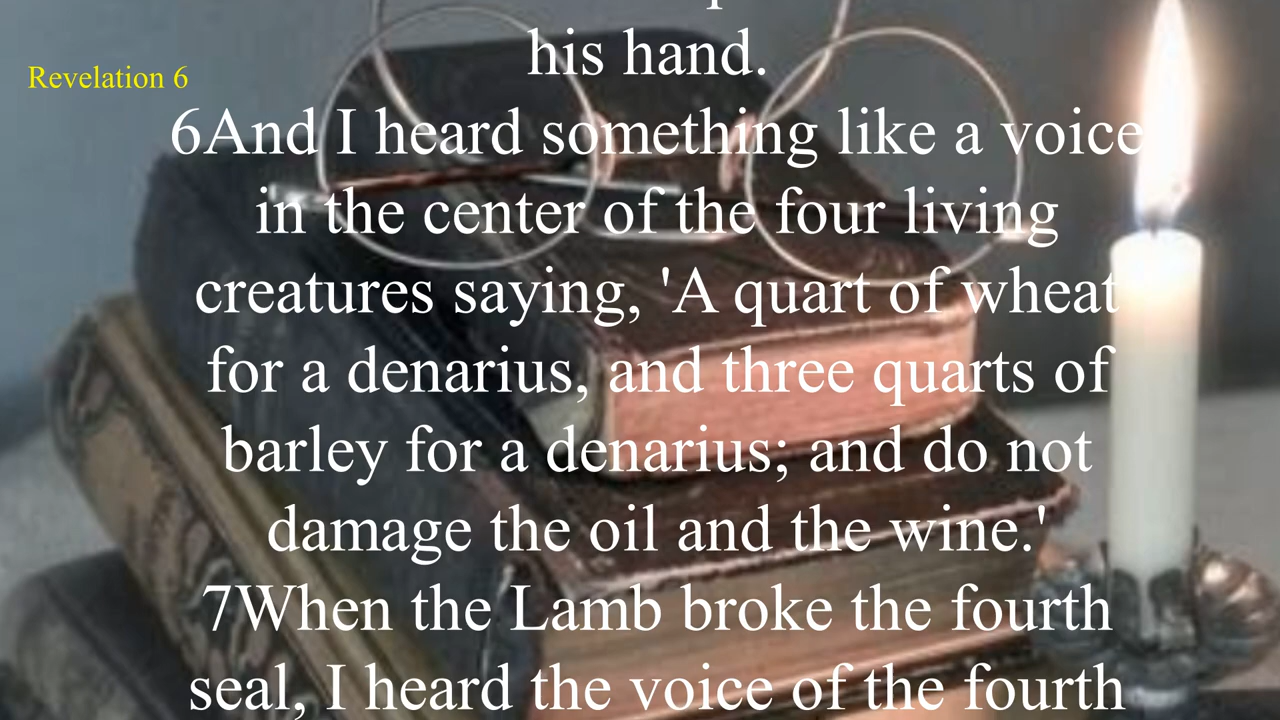 his hand.
Revelation 6
6And I heard something like a voice
in the center of the four living
creatures saying, 'A quart of wheat
for a denarius, and three quarts of
barley for a denarius; and do not
damage the oil and the wine.'
7When the Lamb broke the fourth
seal, I heard the voice of the fourth